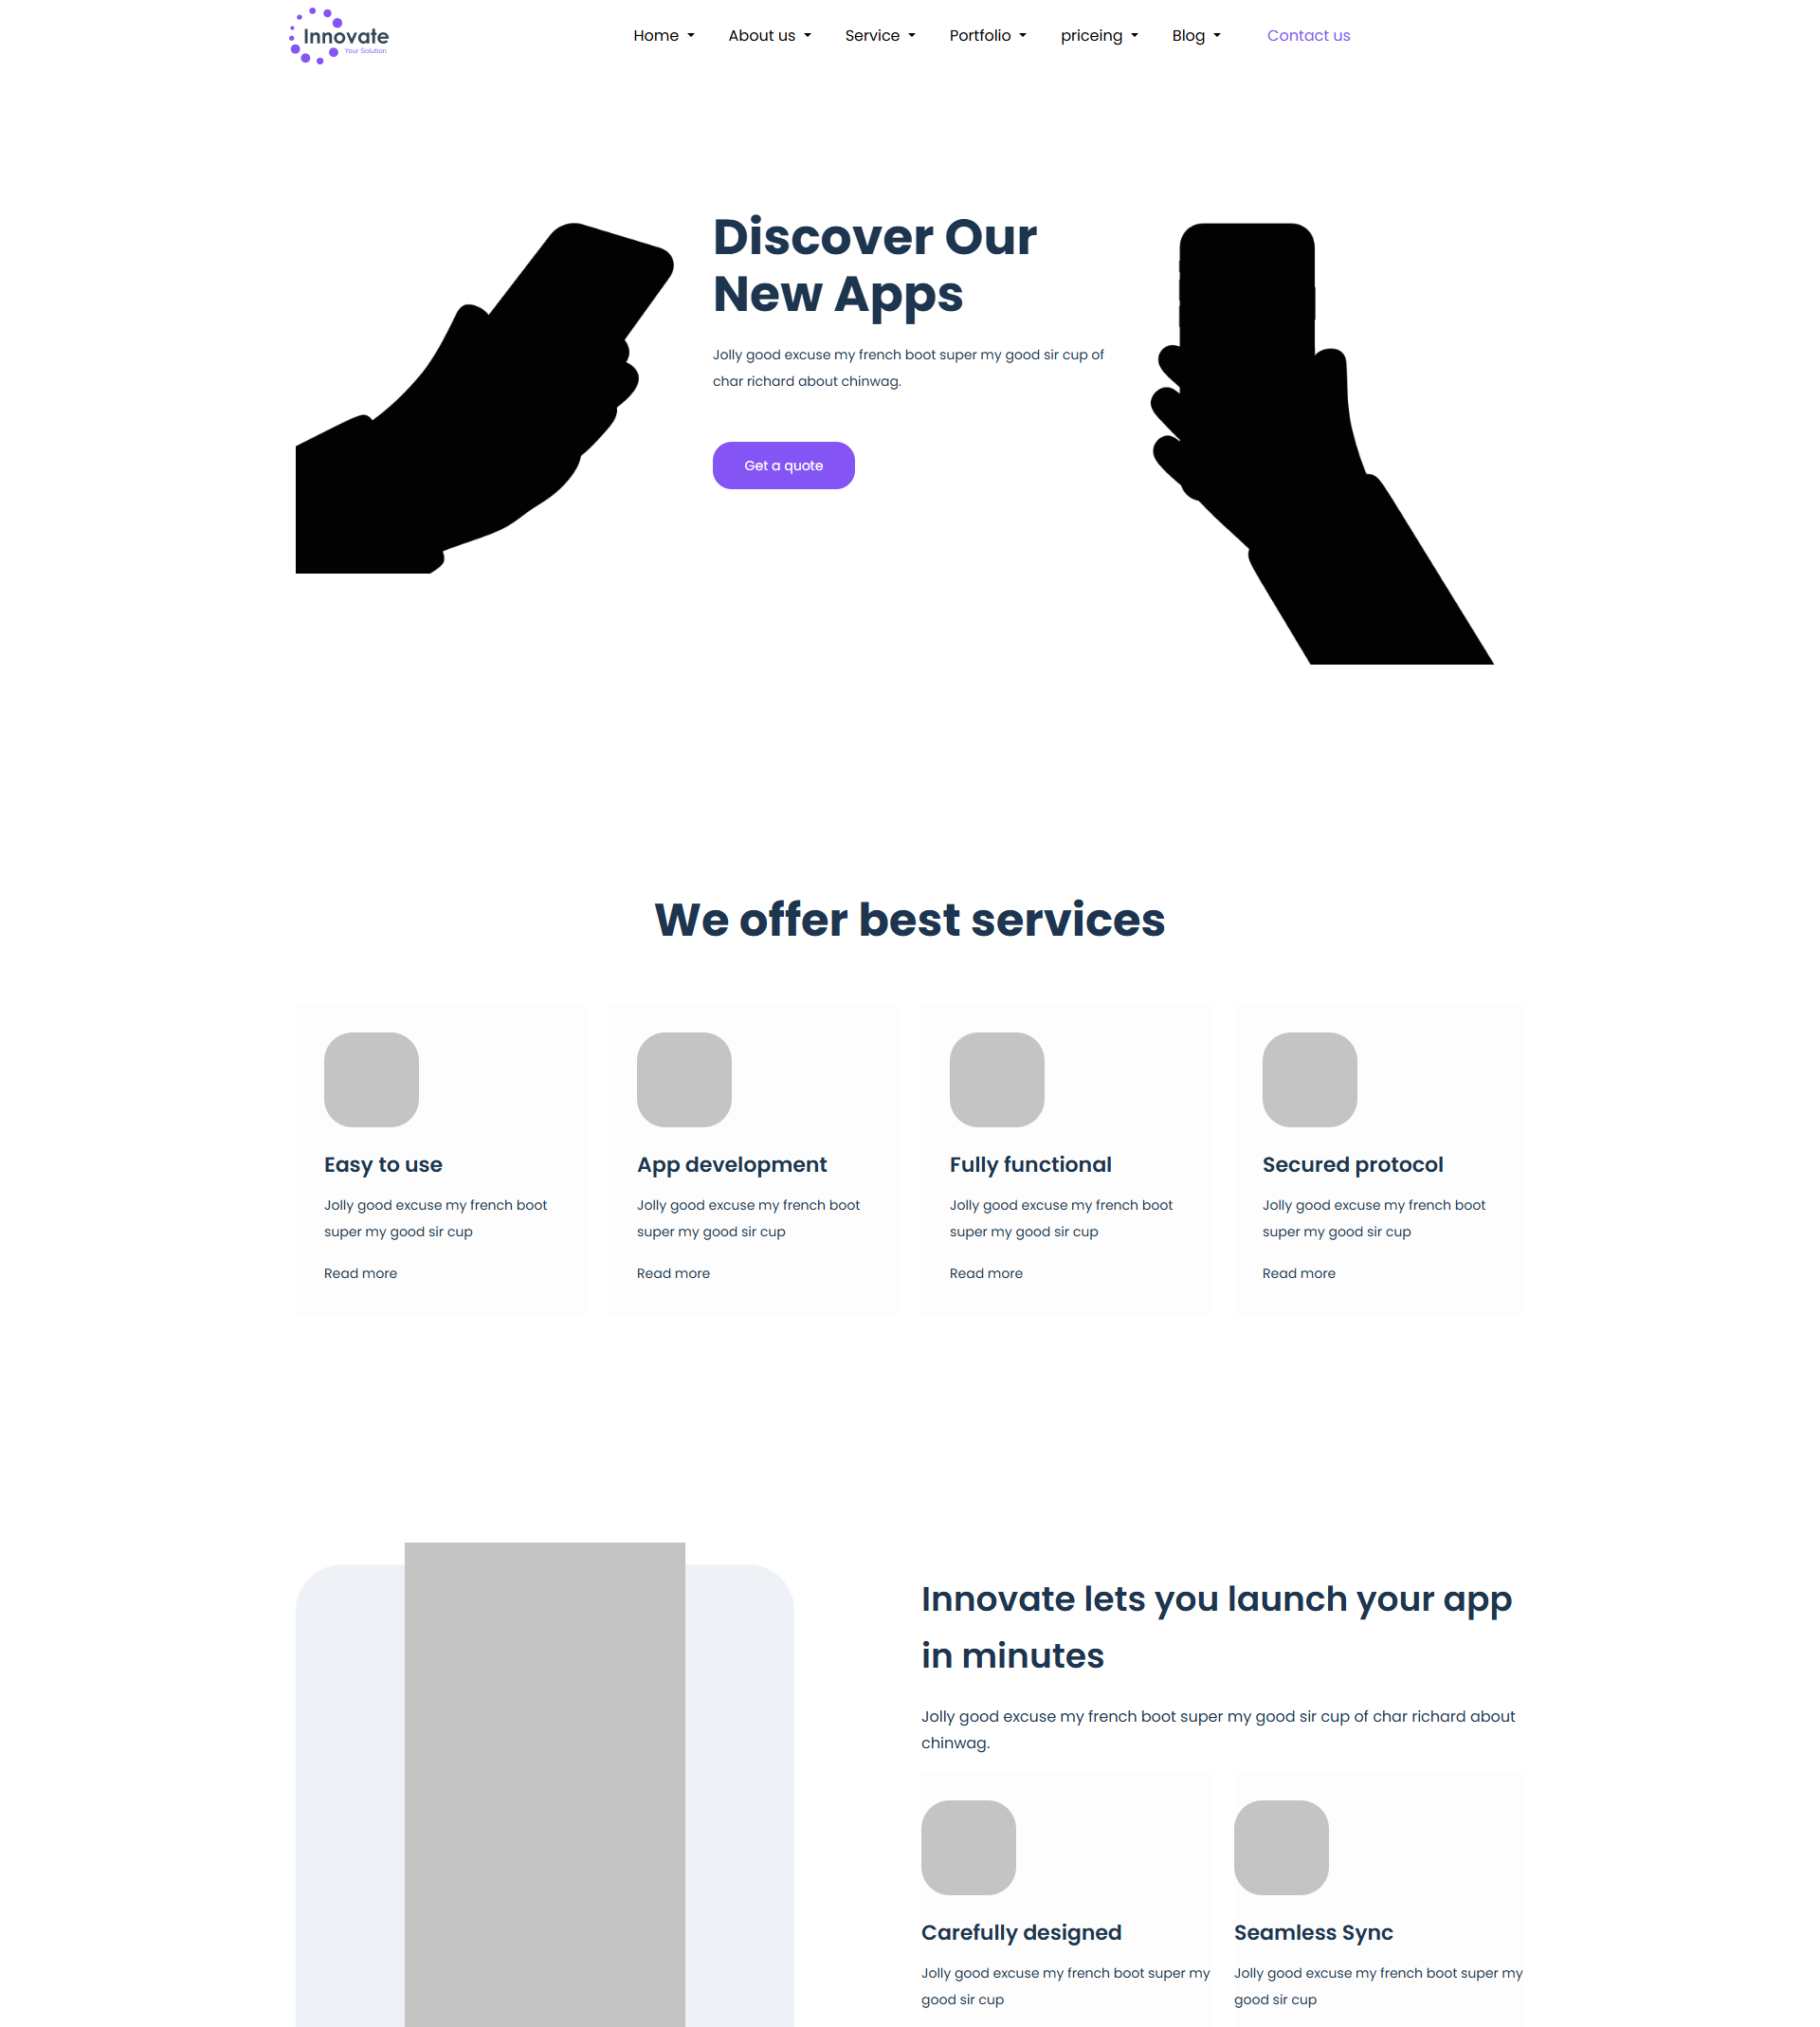 Innovate
Your Solution
Home
About us
Service
Portfolio
priceing
Blog
Contact us
Discover Our
New Apps
Jolly good excuse my french boot super my good sir cup of
char richard about chinwag.
Get a quote
We offer best services
Easy to use
Jolly good excuse my french boot
super my good sir cup
Read more
App development
Jolly good excuse my french boot
super my good sir cup
Read more
Fully functional
Jolly good excuse my french boot
super my good sir cup
Read more
Secured protocol
Jolly good excuse my french boot
super my good sir cup
Read more
Innovate lets you launch your app
in minutes
Jolly good excuse my french boot super my good sir cup of char richard about
chinwag.
Carefully designed
Jolly good excuse my french boot super my
good sir cup
Seamless Sync
Jolly good excuse my french boot super my
good sir cup